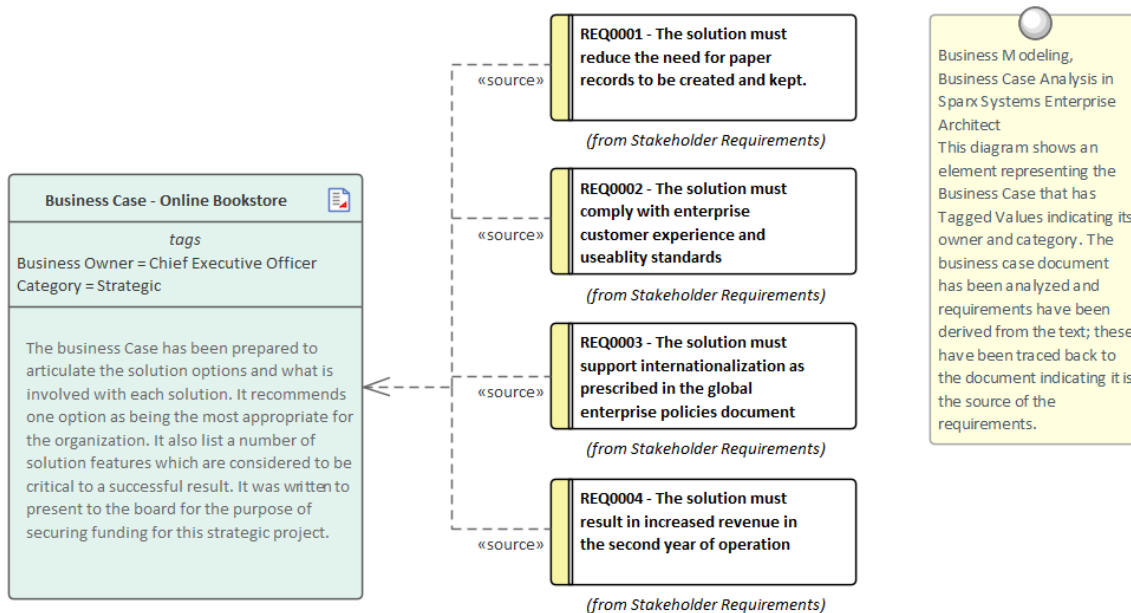 Business Case - Online Bookstore
tags
Business Owner = Chief Executive Officer
Category = Strategic
The business Case has been prepared to
articulate the solution options and what is
involved with each solution. It recommends
one option as being the most appropriate for
the organization. It also list a number of
solution features which are considered to be
critical to a successful result. It was written to
present to the board for the purpose of
securing funding for this strategic project.
«source»
REQ0001 - The solution must
reduce the need for paper
records to be created and kept.
(from Stakeholder Requirements)
«source»
REQ0002 - The solution must
comply with enterprise
customer experience and
useablity standards
(from Stakeholder Requirements)
«source»
REQ0003 - The solution must
support internationalization as
prescribed in the global
enterprise policies document
(from Stakeholder Requirements)
«source»
REQ0004 - The solution must
result in increased revenue in
the second year of operation
(from Stakeholder Requirements)
Business Modeling,
Business Case Analysis in
Sparx Systems Enterprise
Architect
This diagram shows an
element representing the
Business Case that has
Tagged Values indicating its
owner and category. The
business case document
has been analyzed and
requirements have been
derived from the text; these
have been traced back to
the document indicating it is
the source of the
requirements.